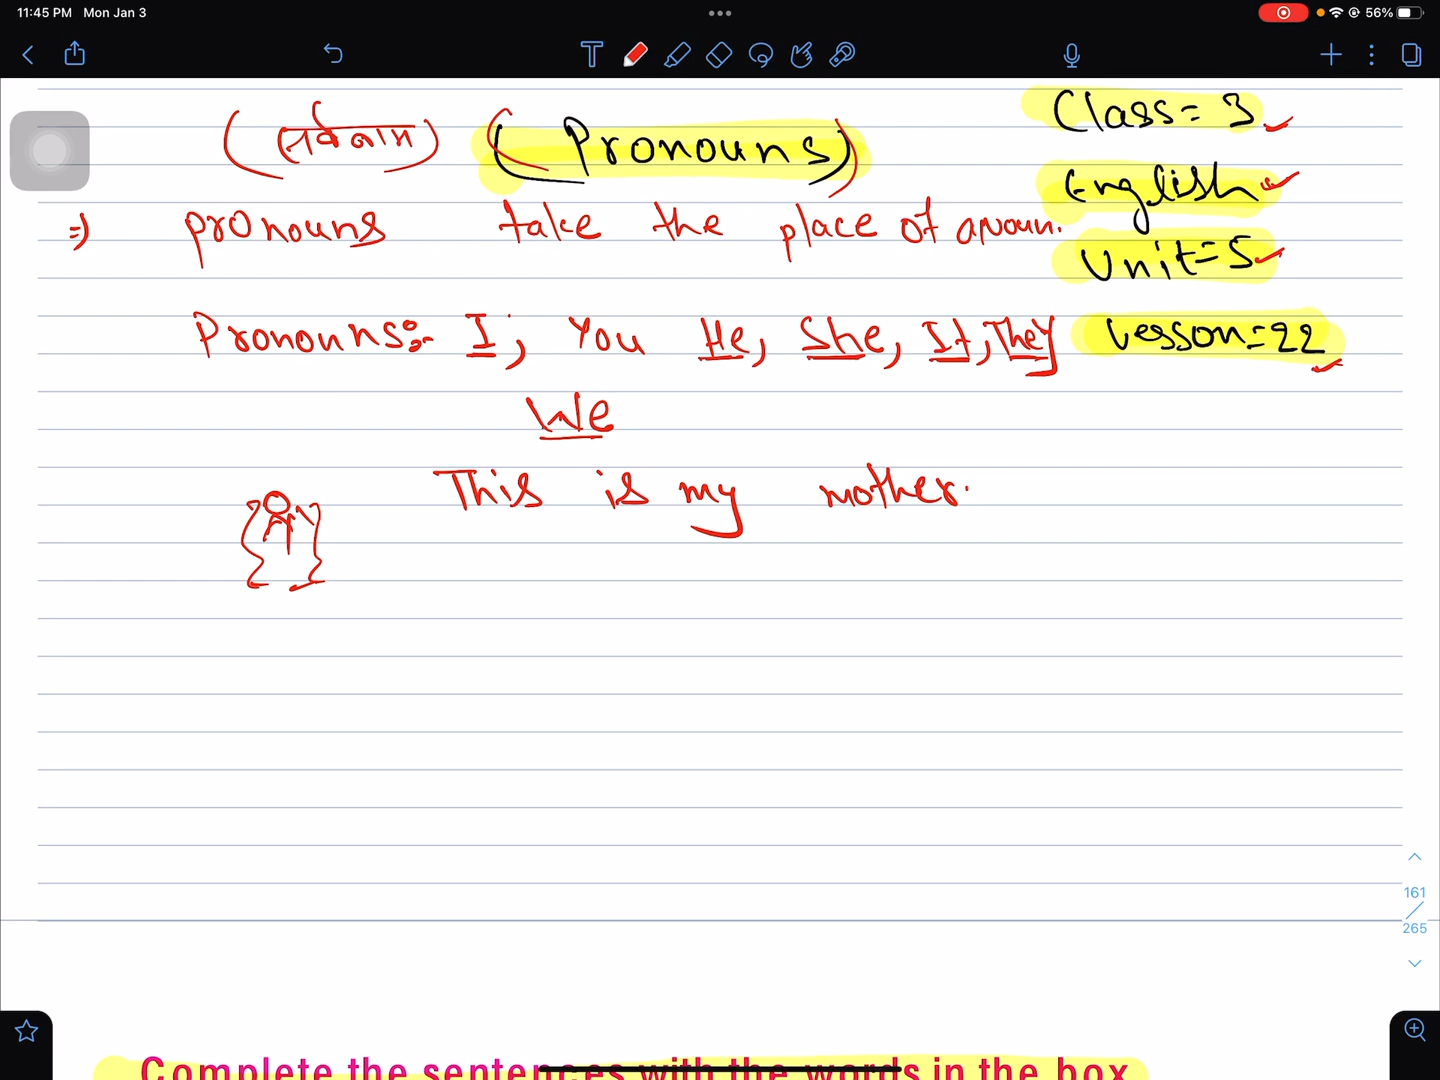 11:45 PM Mon Jan 3
56%
(सर्वनाम) (Pronouns)
Class = 3
English
Unit = 5
Lesson = 22
=> pronouns take the place of a noun.
Pronouns:- I, You He, She, It, They
We
This is my mother.
161
265
Complete the sentences with the words in the box